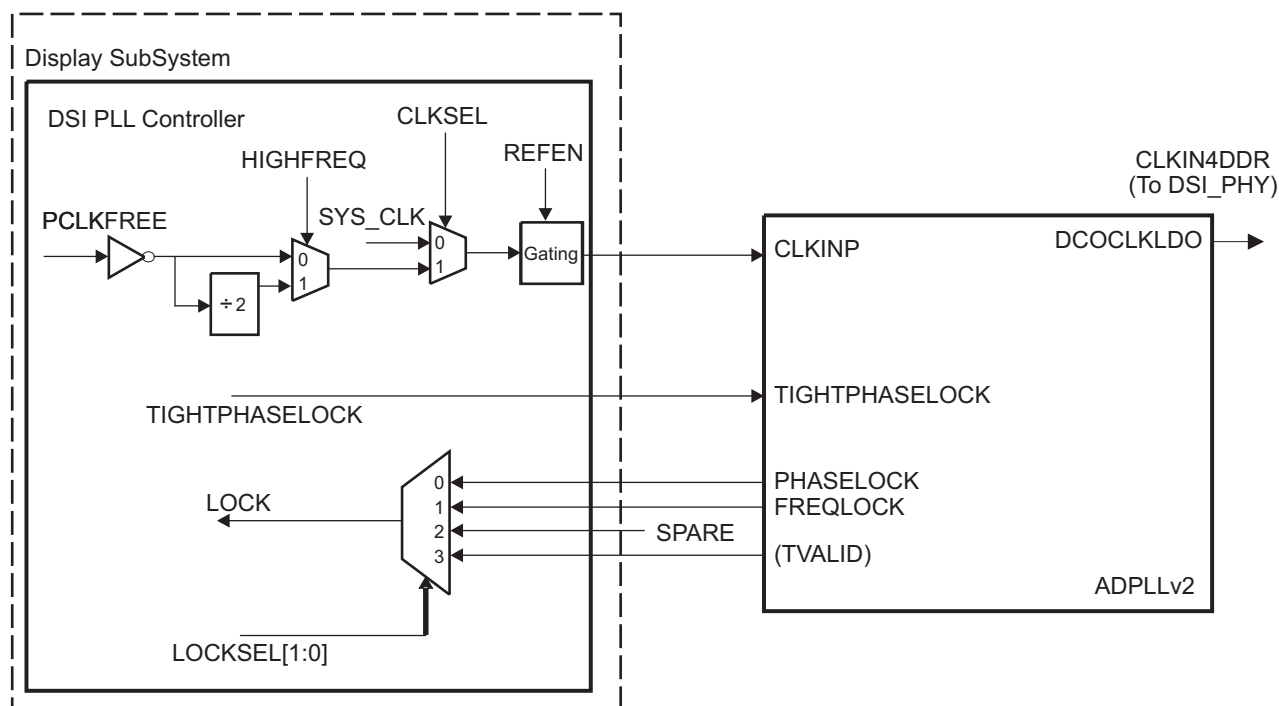 Display SubSystem
DSI PLL Controller
CLKSEL
HIGHFREQ
REFEN
CLKIN4DDR
(To DSI_PHY)
PCLKFREE
SYS_CLK
0
1
÷2
0
1
Gating
CLKINP
DCOCLKLDO
TIGHTPHASELOCK
TIGHTPHASELOCK
LOCK
0
1
2
3
PHASELOCK
FREQLOCK
SPARE
(TVALID)
ADPLLv2
LOCKSEL[1:0]